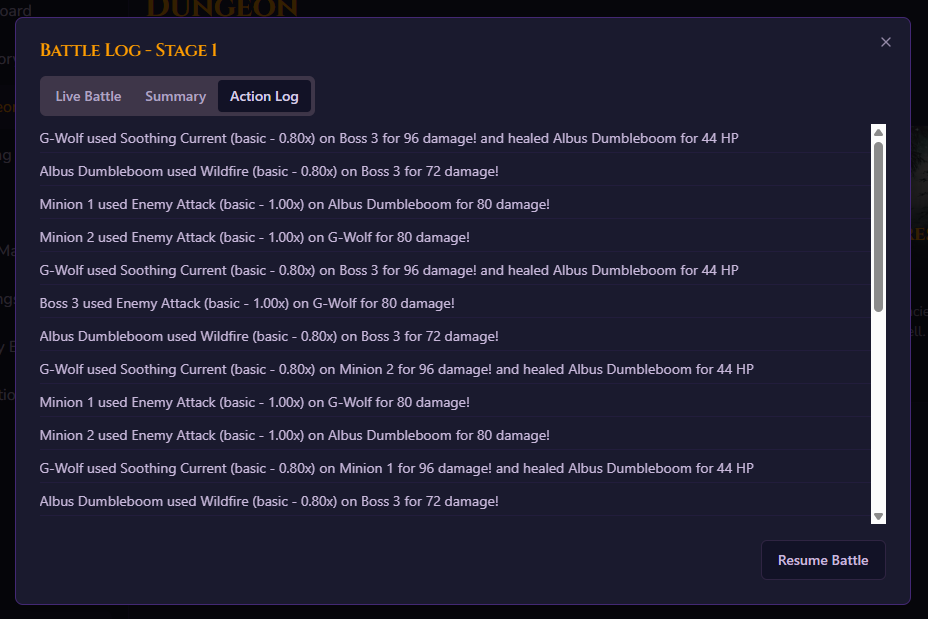 DUNGEON
BATTLE LOG - STAGE 1
Live Battle Summary Action Log
G-Wolf used Soothing Current (basic - 0.80x) on Boss 3 for 96 damage! and healed Albus Dumbleboom for 44 HP
Albus Dumbleboom used Wildfire (basic - 0.80x) on Boss 3 for 72 damage!
Minion 1 used Enemy Attack (basic - 1.00x) on Albus Dumbleboom for 80 damage!
Minion 2 used Enemy Attack (basic - 1.00x) on G-Wolf for 80 damage!
G-Wolf used Soothing Current (basic - 0.80x) on Boss 3 for 96 damage! and healed Albus Dumbleboom for 44 HP
Boss 3 used Enemy Attack (basic - 1.00x) on G-Wolf for 80 damage!
Albus Dumbleboom used Wildfire (basic - 0.80x) on Boss 3 for 72 damage!
G-Wolf used Soothing Current (basic - 0.80x) on Minion 2 for 96 damage! and healed Albus Dumbleboom for 44 HP
Minion 1 used Enemy Attack (basic - 1.00x) on G-Wolf for 80 damage!
Minion 2 used Enemy Attack (basic - 1.00x) on Albus Dumbleboom for 80 damage!
G-Wolf used Soothing Current (basic - 0.80x) on Minion 1 for 96 damage! and healed Albus Dumbleboom for 44 HP
Albus Dumbleboom used Wildfire (basic - 0.80x) on Boss 3 for 72 damage!
Resume Battle